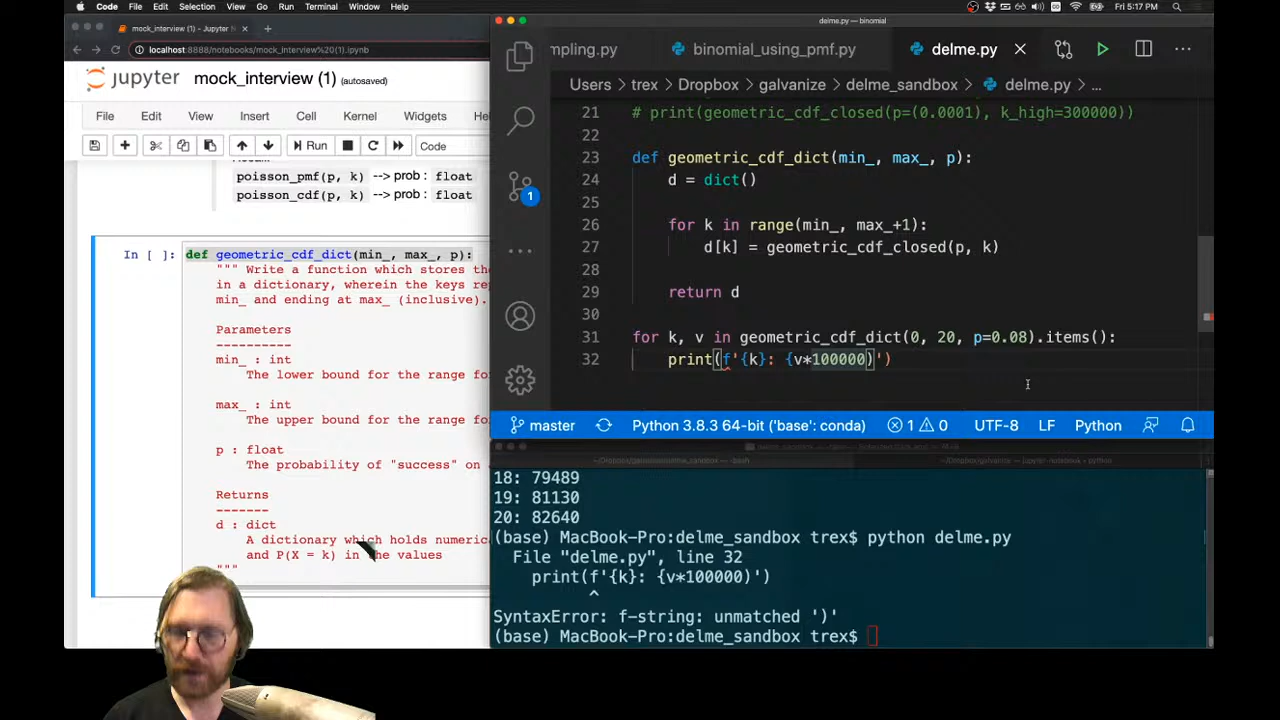 Code File Edit Selection View Go Run Terminal Window Help
Fri 5:17 PM
mock_interview (1) - Jupyter Notebook
localhost:8888/notebooks/mock_interview%20(1).ipynb
jupyter mock_interview (1) (autosaved)
File Edit View Insert Cell Kernel Widgets
Run Code
poisson_pmf(p, k) --> prob : float
poisson_cdf(p, k) --> prob : float
In [ ]: def geometric_cdf_dict(min_, max_, p):
""" Write a function which stores the
in a dictionary, wherein the keys
min_ and ending at max_ (inclusive).
Parameters
----------
min_ : int
The lower bound for the range
max_ : int
The upper bound for the range
p : float
The probability of "success" on
Returns
-------
d : dict
A dictionary which holds
and P(X = k) in the values
"""
delme.py — binomial
mpling.py binomial_using_pmf.py delme.py
Users > trex > Dropbox > galvanize > delme_sandbox > delme.py > ...
21 # print(geometric_cdf_closed(p=(0.0001), k_high=300000))
22
23 def geometric_cdf_dict(min_, max_, p):
24 d = dict()
25
26 for k in range(min_, max_+1):
27 d[k] = geometric_cdf_closed(p, k)
28
29 return d
30
31 for k, v in geometric_cdf_dict(0, 20, p=0.08).items():
32 print(f'{k}: {v*100000)')
1
master Python 3.8.3 64-bit ('base': conda) 1 0 UTF-8 LF Python
18: 79489
19: 81130
20: 82640
(base) MacBook-Pro:delme_sandbox trex$ python delme.py
File "delme.py", line 32
print(f'{k}: {v*100000)')
^
SyntaxError: f-string: unmatched ')'
(base) MacBook-Pro:delme_sandbox trex$